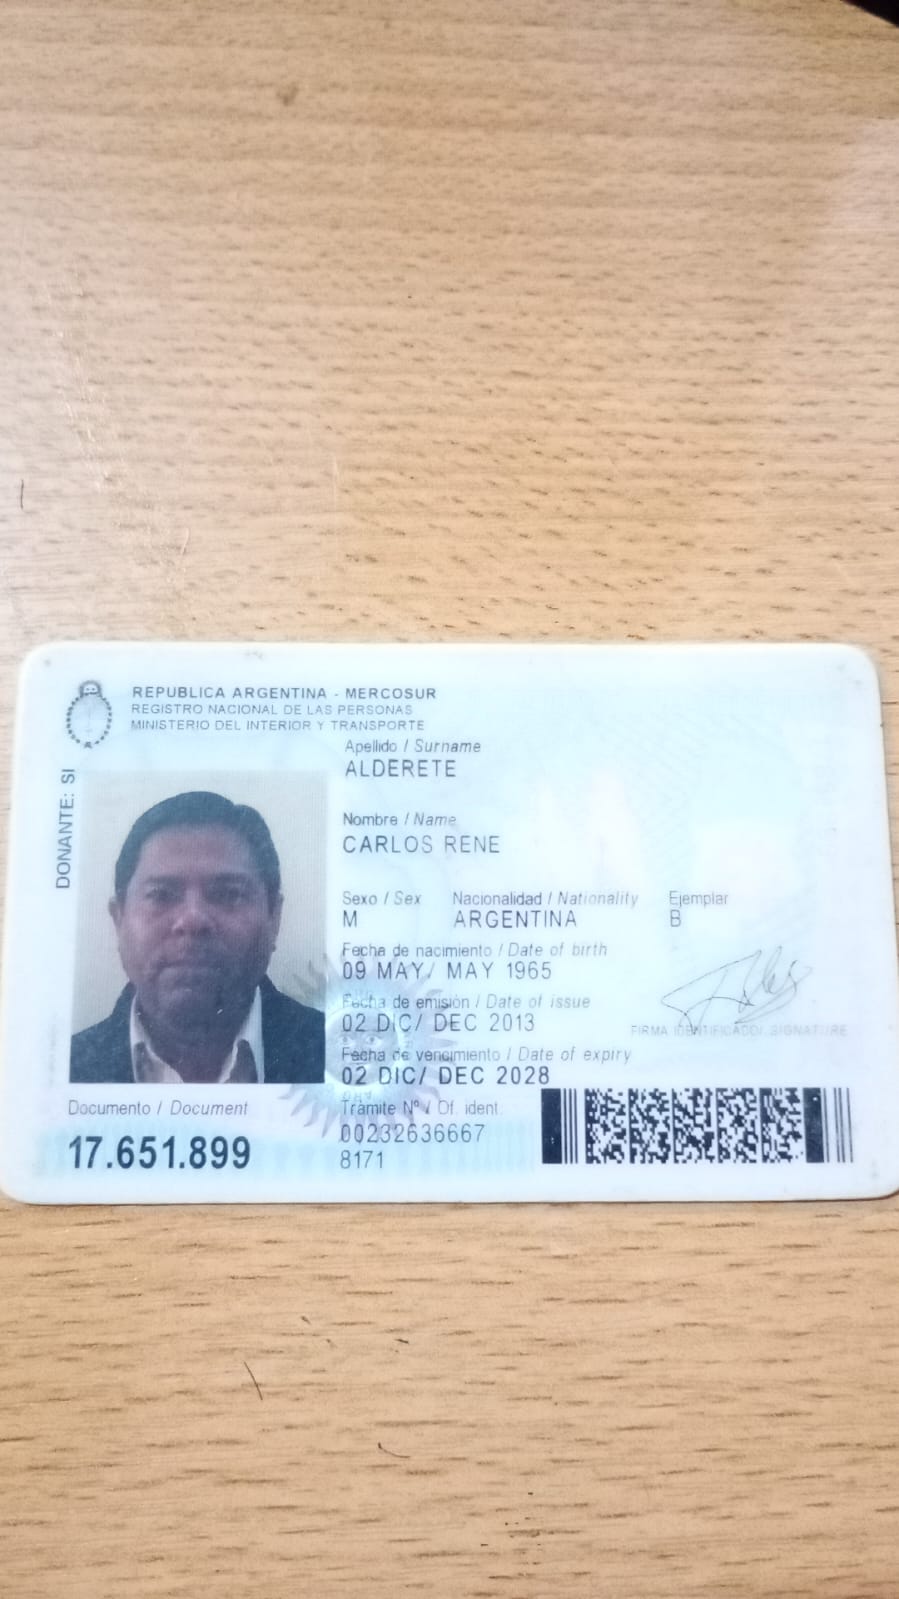 REPUBLICA ARGENTINA - MERCOSUR
REGISTRO NACIONAL DE LAS PERSONAS
MINISTERIO DEL INTERIOR Y TRANSPORTE
Apellido / Surname
ALDERETE
Nombre / Name
CARLOS RENE
Sexo / Sex Nacionalidad / Nationality Ejemplar
M ARGENTINA B
Fecha de nacimiento / Date of birth
09 MAY/ MAY 1965
Fecha de emisión / Date of issue
02 DIC/ DEC 2013
FIRMA IDENTIFICADO/ SIGNATURE
Fecha de vencimiento / Date of expiry
02 DIC/ DEC 2028
Documento / Document
17.651.899
Trámite Nº / Of. ident.
00232636667
8171
DONANTE: SI